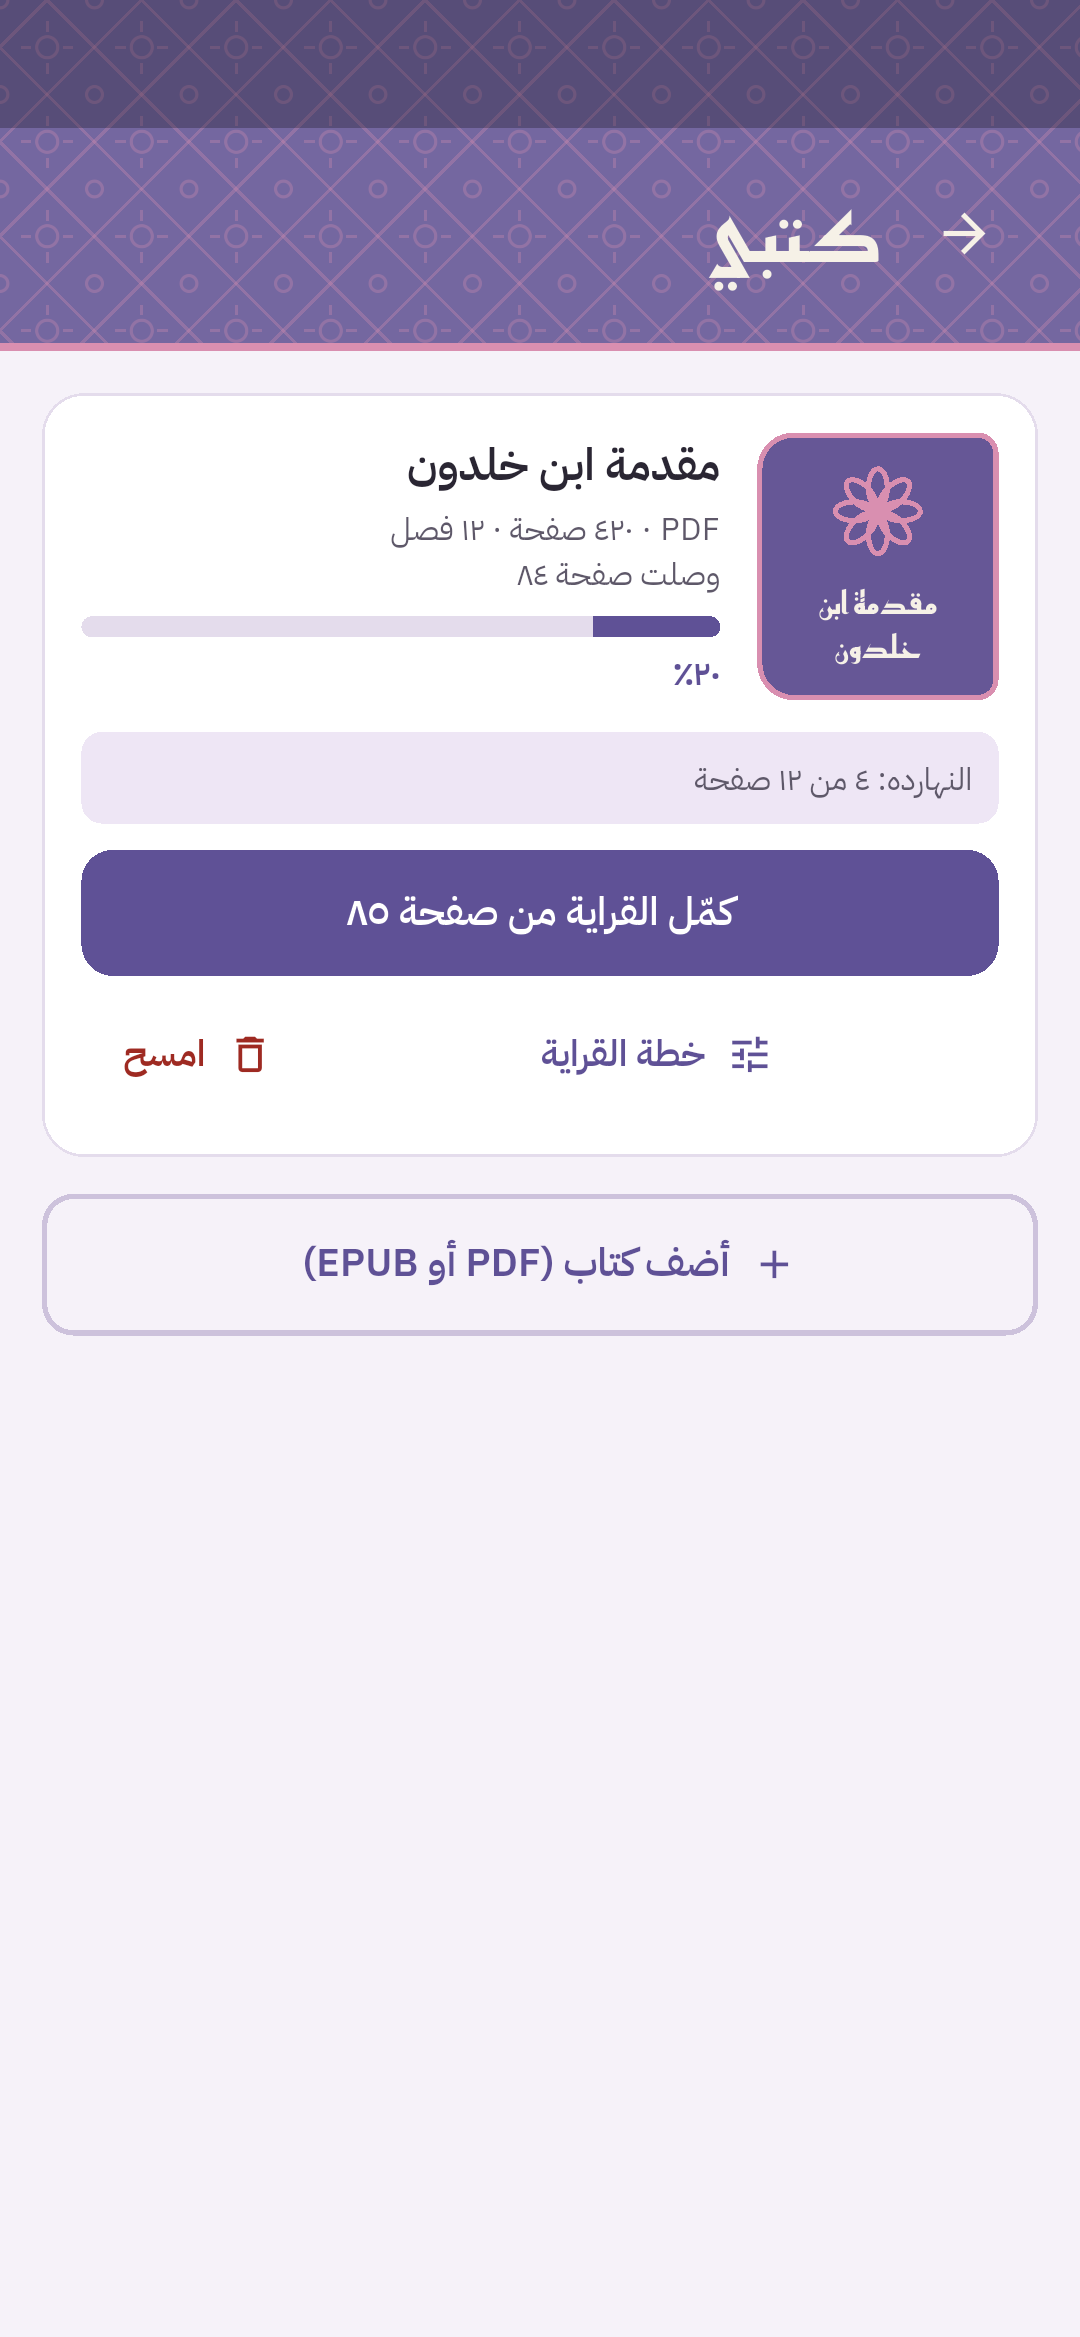 كتبي
مقدمة ابن
خلدون
مقدمة ابن خلدون
PDF · ٤٢٠ صفحة · ١٢ فصل
وصلت صفحة ٨٤
٢٠٪
النهارده: ٤ من ١٢ صفحة
كمّل القراية من صفحة ٨٥
خطة القراية
امسح
أضف كتاب (PDF أو EPUB)